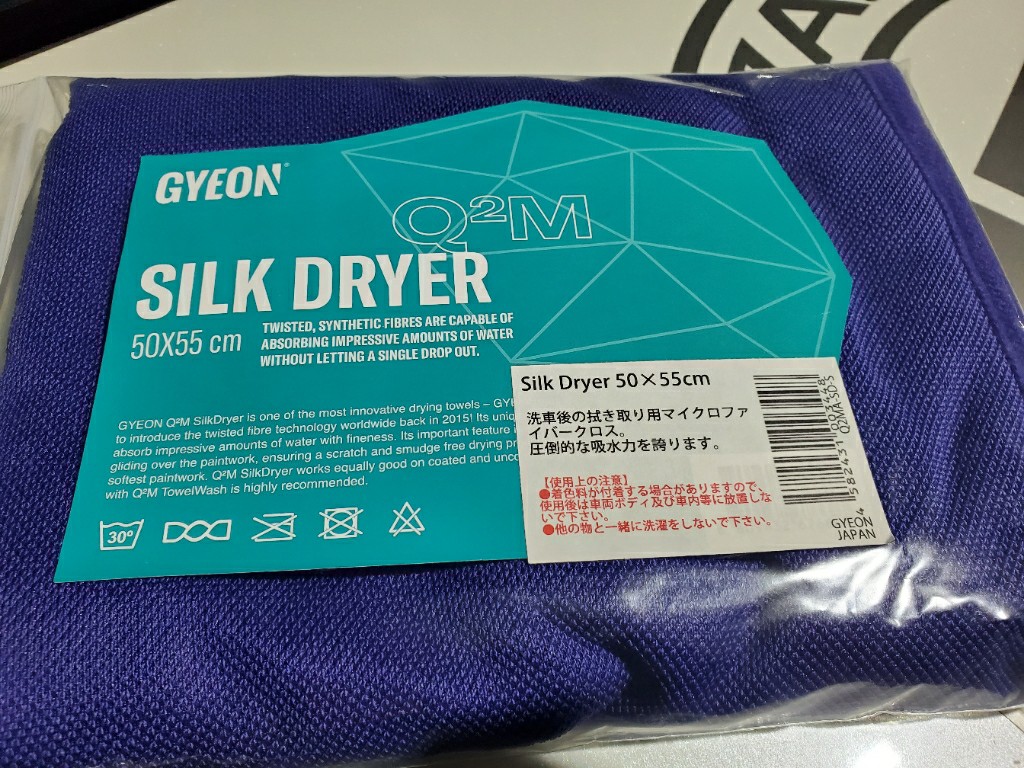 GYEON
Q²M
SILK DRYER
50X55 cm
TWISTED, SYNTHETIC FIBRES ARE CAPABLE OF
ABSORBING IMPRESSIVE AMOUNTS OF WATER
WITHOUT LETTING A SINGLE DROP OUT.
GYEON Q²M SilkDryer is one of the most innovative drying towels –
to introduce the twisted fibre technology worldwide back in 2015! Its
absorb impressive amounts of water with fineness. Its important feature
gliding over the paintwork, ensuring a scratch and smudge free drying
softest paintwork. Q²M SilkDryer works equally good on coated and
with Q²M TowelWash is highly recommended.
30°
Silk Dryer 50×55cm
洗車後の拭き取り用マイクロファ
イバークロス。
圧倒的な吸水力を誇ります。
【使用上の注意】
●着色料が付着する場合がありますので、
使用後は車両ボディ及び車内等に放置しな
いで下さい。
●他の物と一緒に洗濯をしないで下さい。
Q2MA-SD-S
GYEON
JAPAN